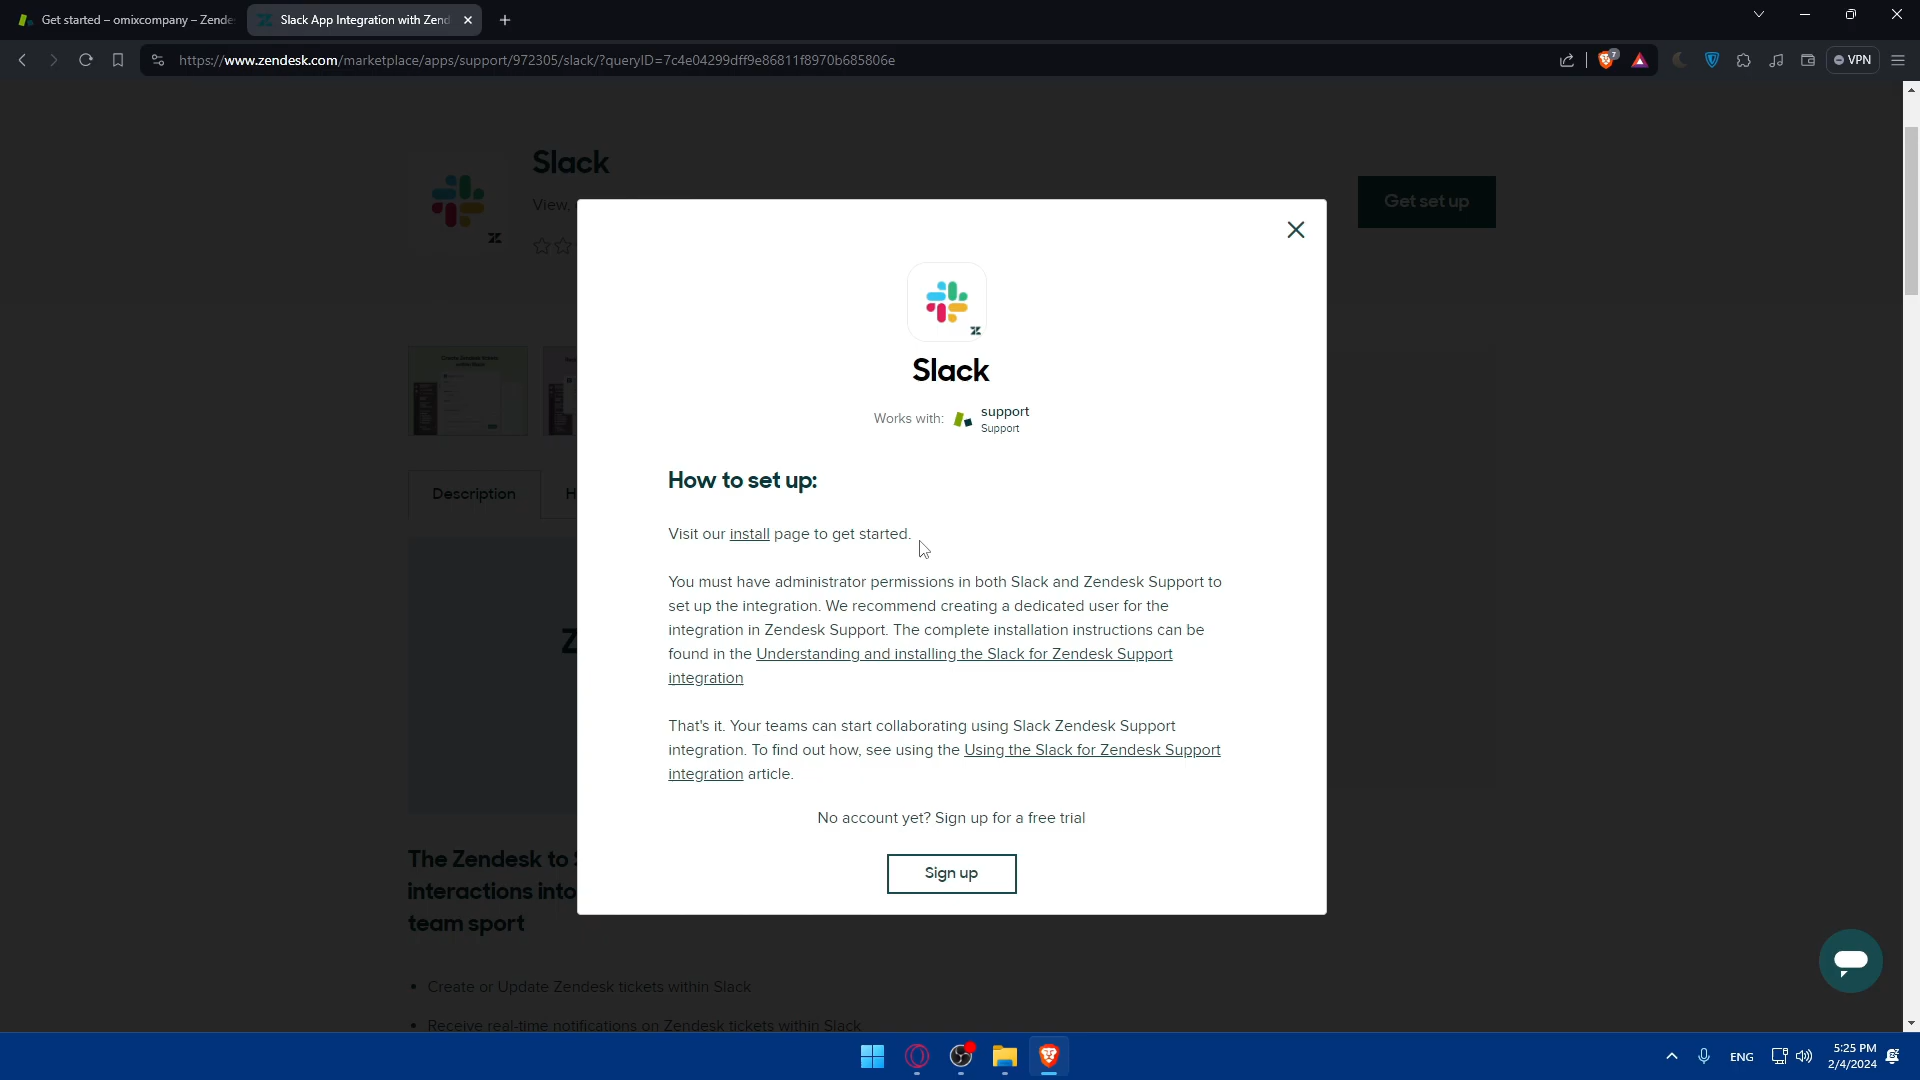 Get started – omixcompany – Zende
Slack App Integration with Zend
https://www.zendesk.com/marketplace/apps/support/972305/slack/?queryID=7c4e04299dff9e86811f8970b685806e
7
VPN
Slack
View,
Get set up
Slack
Works with:
support
Support
How to set up:
Visit our install page to get started.
You must have administrator permissions in both Slack and Zendesk Support to
set up the integration. We recommend creating a dedicated user for the
integration in Zendesk Support. The complete installation instructions can be
found in the Understanding and installing the Slack for Zendesk Support
integration
That's it. Your teams can start collaborating using Slack Zendesk Support
integration. To find out how, see using the Using the Slack for Zendesk Support
integration article.
No account yet? Sign up for a free trial
Sign up
Description
The Zendesk to
interactions into
team sport
• Create or Update Zendesk tickets within Slack
• Receive real-time notifications on Zendesk tickets within Slack
ENG
5:25 PM
2/4/2024